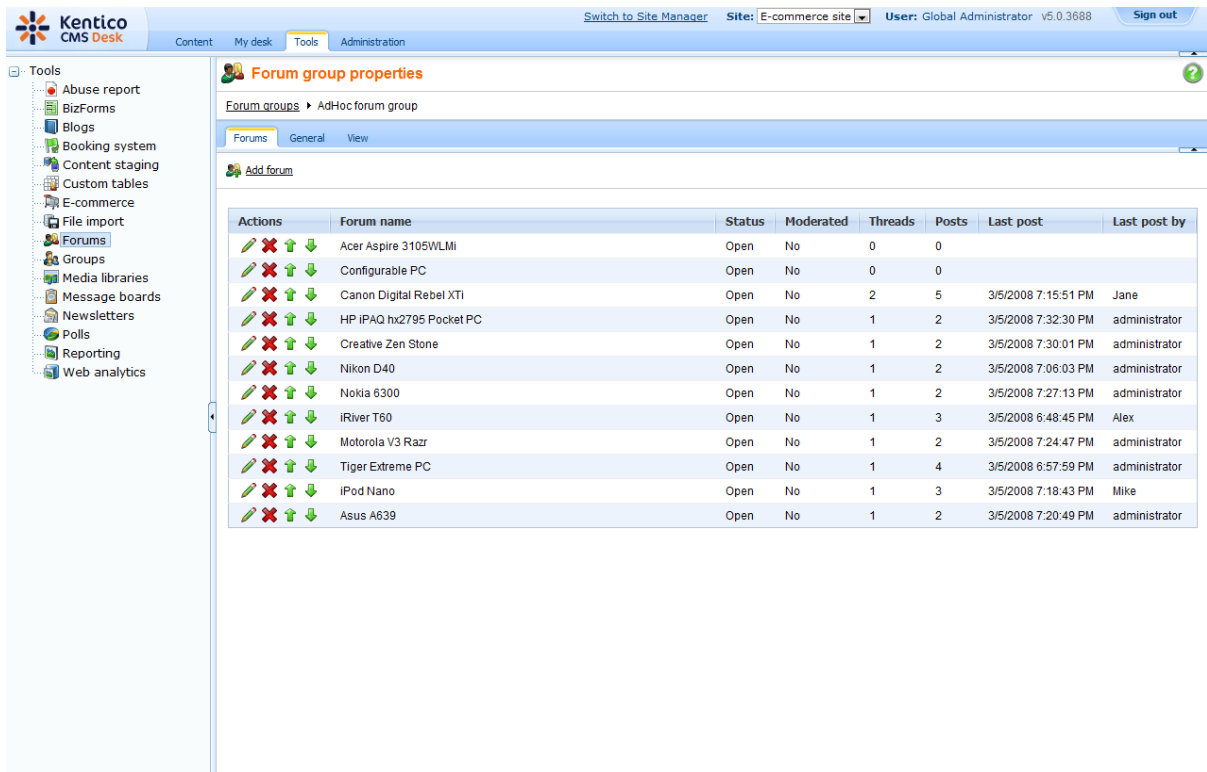 Kentico
CMS Desk
Switch to Site Manager Site: E-commerce site User: Global Administrator v5.0.3688 Sign out
Content My desk Tools Administration
Tools
Abuse report
BizForms
Blogs
Booking system
Content staging
Custom tables
E-commerce
File import
Forums
Groups
Media libraries
Message boards
Newsletters
Polls
Reporting
Web analytics
Forum group properties
Forum groups AdHoc forum group
Forums General View
Add forum
Actions Forum name Status Moderated Threads Posts Last post Last post by
Acer Aspire 3105WLMi Open No 0 0
Configurable PC Open No 0 0
Canon Digital Rebel XTi Open No 2 5 3/5/2008 7:15:51 PM Jane
HP iPAQ hx2795 Pocket PC Open No 1 2 3/5/2008 7:32:30 PM administrator
Creative Zen Stone Open No 1 2 3/5/2008 7:30:01 PM administrator
Nikon D40 Open No 1 2 3/5/2008 7:06:03 PM administrator
Nokia 6300 Open No 1 2 3/5/2008 7:27:13 PM administrator
iRiver T60 Open No 1 3 3/5/2008 6:48:45 PM Alex
Motorola V3 Razr Open No 1 2 3/5/2008 7:24:47 PM administrator
Tiger Extreme PC Open No 1 4 3/5/2008 6:57:59 PM administrator
iPod Nano Open No 1 3 3/5/2008 7:18:43 PM Mike
Asus A639 Open No 1 2 3/5/2008 7:20:49 PM administrator